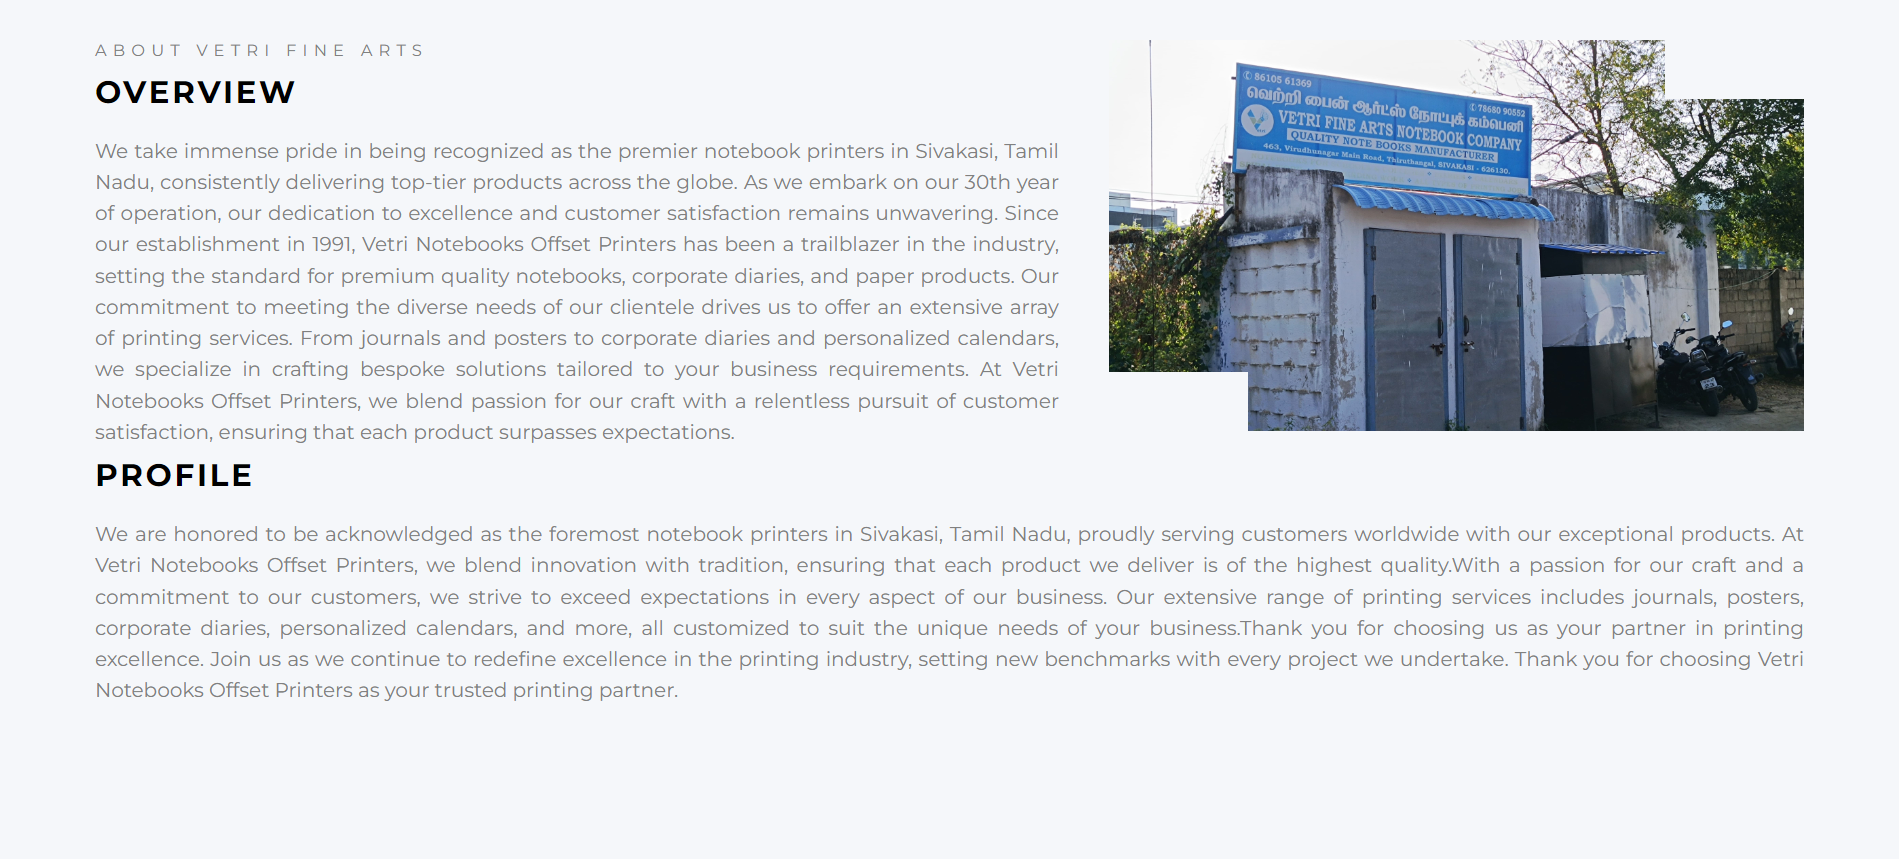 ABOUT VETRI FINE ARTS
OVERVIEW
We take immense pride in being recognized as the premier notebook printers in Sivakasi, Tamil
Nadu, consistently delivering top-tier products across the globe. As we embark on our 30th year
of operation, our dedication to excellence and customer satisfaction remains unwavering. Since
our establishment in 1991, Vetri Notebooks Offset Printers has been a trailblazer in the industry,
setting the standard for premium quality notebooks, corporate diaries, and paper products. Our
commitment to meeting the diverse needs of our clientele drives us to offer an extensive array
of printing services. From journals and posters to corporate diaries and personalized calendars,
we specialize in crafting bespoke solutions tailored to your business requirements. At Vetri
Notebooks Offset Printers, we blend passion for our craft with a relentless pursuit of customer
satisfaction, ensuring that each product surpasses expectations.
86105 61369
78680 90552
வெற்றி பைன் ஆர்ட்ஸ் நோட்புக் கம்பெனி
VETRI FINE ARTS NOTEBOOK COMPANY
QUALITY NOTE BOOKS MANUFACTURER
463, Virudhunagar Main Road, Thiruthangal, SIVAKASI - 626130.
PROFILE
We are honored to be acknowledged as the foremost notebook printers in Sivakasi, Tamil Nadu, proudly serving customers worldwide with our exceptional products. At
Vetri Notebooks Offset Printers, we blend innovation with tradition, ensuring that each product we deliver is of the highest quality.With a passion for our craft and a
commitment to our customers, we strive to exceed expectations in every aspect of our business. Our extensive range of printing services includes journals, posters,
corporate diaries, personalized calendars, and more, all customized to suit the unique needs of your business.Thank you for choosing us as your partner in printing
excellence. Join us as we continue to redefine excellence in the printing industry, setting new benchmarks with every project we undertake. Thank you for choosing Vetri
Notebooks Offset Printers as your trusted printing partner.